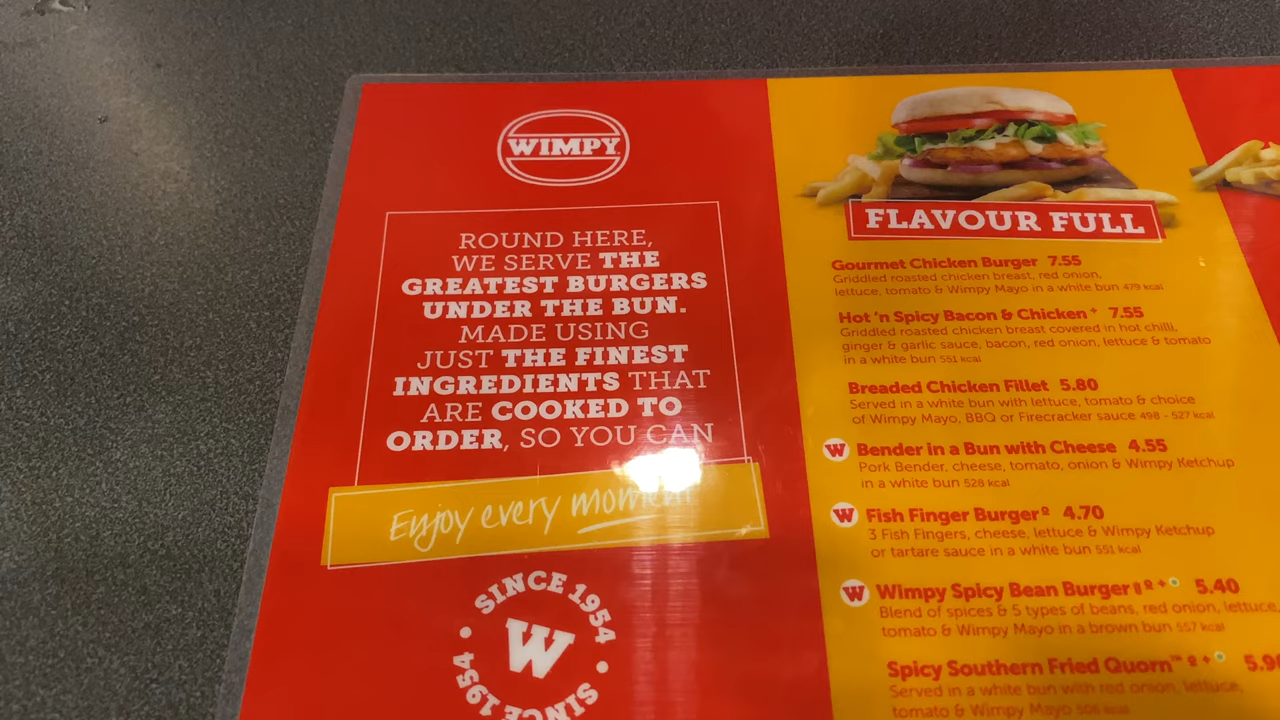 WIMPY
ROUND HERE,
WE SERVE THE
GREATEST BURGERS
UNDER THE BUN.
MADE USING
JUST THE FINEST
INGREDIENTS THAT
ARE COOKED TO
ORDER, SO YOU CAN
Enjoy every moment
SINCE 1954 • SINCE 1954 •
W
FLAVOUR FULL
Gourmet Chicken Burger 7.55
Griddled roasted chicken breast, red onion,
lettuce, tomato & Wimpy Mayo in a white bun 479 kcal
Hot 'n Spicy Bacon & Chicken+ 7.55
Griddled roasted chicken breast covered in hot chilli,
ginger & garlic sauce, bacon, red onion, lettuce & tomato
in a white bun 551 kcal
Breaded Chicken Fillet 5.80
Served in a white bun with lettuce, tomato & choice
of Wimpy Mayo, BBQ or Firecracker sauce 498 - 527 kcal
W Bender in a Bun with Cheese 4.55
Pork Bender, cheese, tomato, onion & Wimpy Ketchup
in a white bun 528 kcal
W Fish Finger Burger 4.70
3 Fish Fingers, cheese, lettuce & Wimpy Ketchup
or tartare sauce in a white bun 551 kcal
W Wimpy Spicy Bean Burger + 5.40
Blend of spices & 5 types of beans, red onion, lettuce,
tomato & Wimpy Mayo in a brown bun 557 kcal
Spicy Southern Fried Quorn™ +
Served in a white bun with red onion, lettuce,
tomato & Wimpy Mayo 506 kcal